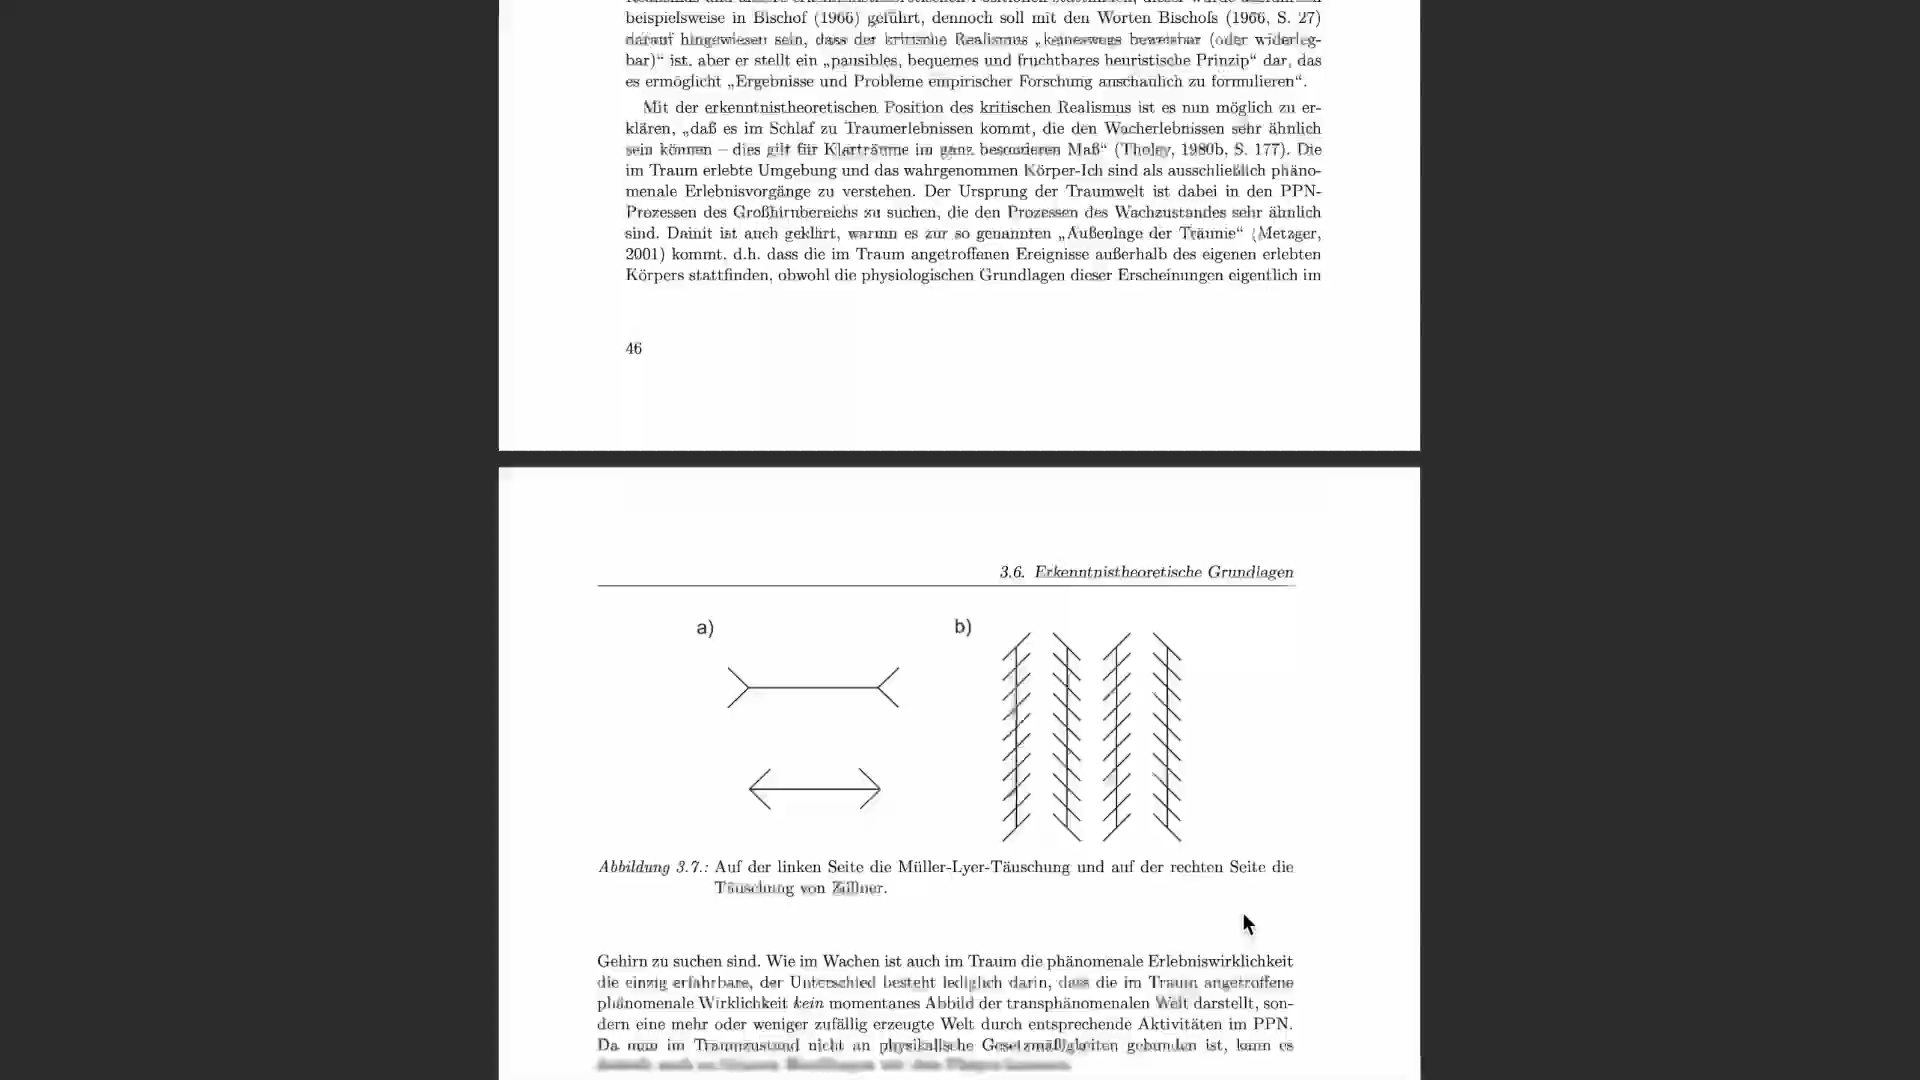 beispielsweise in Bischof (1966) geführt, dennoch soll mit den Worten Bischofs (1966, S. 27)
darauf hingewiesen sein, dass der kritische Realismus „keineswegs beweisbar (oder widerleg-
bar)“ ist, aber er stellt ein „pausibles, bequemes und fruchtbares heuristische Prinzip“ dar, das
es ermöglicht „Ergebnisse und Probleme empirischer Forschung anschaulich zu formulieren“.
Mit der erkenntnistheoretischen Position des kritischen Realismus ist es nun möglich zu er-
klären, „daß es im Schlaf zu Traumerlebnissen kommt, die den Wacherlebnissen sehr ähnlich
sein können – dies gilt für Klarträume im ganz besonderen Maß“ (Tholey, 1980b, S. 177). Die
im Traum erlebte Umgebung und das wahrgenommen Körper-Ich sind als ausschließlich phäno-
menale Erlebnisvorgänge zu verstehen. Der Ursprung der Traumwelt ist dabei in den PPN-
Prozessen des Großhirnbereichs zu suchen, die den Prozessen des Wachzustandes sehr ähnlich
sind. Damit ist auch geklärt, warum es zur so genannten „Außenlage der Träume“ (Metzger,
2001) kommt, d.h. dass die im Traum angetroffenen Ereignisse außerhalb des eigenen erlebten
Körpers stattfinden, obwohl die physiologischen Grundlagen dieser Erscheinungen eigentlich im
46
3.6. Erkenntnistheoretische Grundlagen
a)
b)
Abbildung 3.7.: Auf der linken Seite die Müller-Lyer-Täuschung und auf der rechten Seite die
Täuschung von Zöllner.
Gehirn zu suchen sind. Wie im Wachen ist auch im Traum die phänomenale Erlebniswirklichkeit
die einzig erfahrbare, der Unterschied besteht lediglich darin, dass die im Traum angetroffene
phänomenale Wirklichkeit kein momentanes Abbild der transphänomenalen Welt darstellt, son-
dern eine mehr oder weniger zufällig erzeugte Welt durch entsprechende Aktivitäten im PPN.
Da man im Traumzustand nicht an physikalische Gesetzmäßigkeiten gebunden ist, kann es